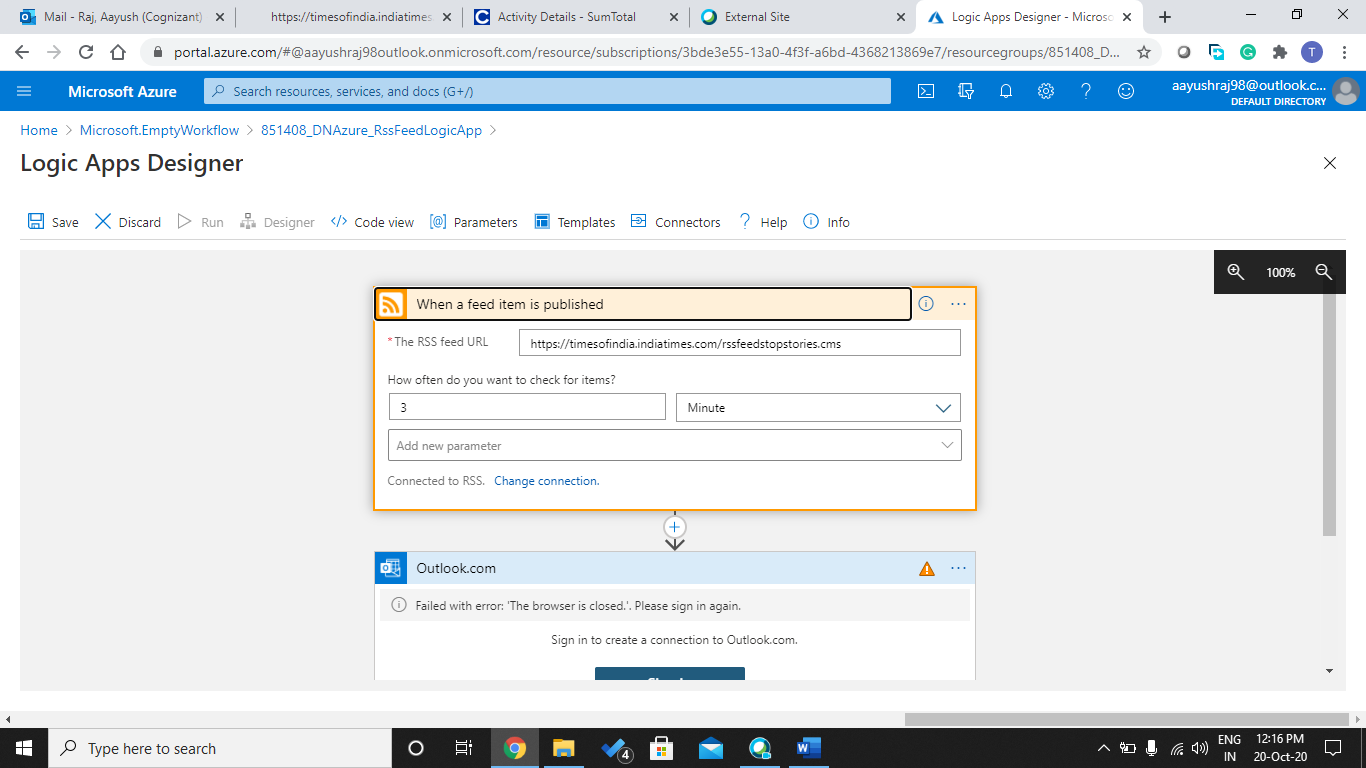 Mail - Raj, Aayush (Cognizant)
https://timesofindia.indiatimes.
Activity Details - SumTotal
External Site
Logic Apps Designer - Microso
portal.azure.com/#@aayushraj98outlook.onmicrosoft.com/resource/subscriptions/3bde3e55-13a0-4f3f-a6bd-4368213869e7/resourcegroups/851408_D...
T
Microsoft Azure
Search resources, services, and docs (G+/)
aayushraj98@outlook.c...
DEFAULT DIRECTORY
Home > Microsoft.EmptyWorkflow > 851408_DNAzure_RssFeedLogicApp >
Logic Apps Designer
Save Discard Run Designer Code view Parameters Templates Connectors Help Info
100%
When a feed item is published
* The RSS feed URL
https://timesofindia.indiatimes.com/rssfeedstopstories.cms
How often do you want to check for items?
3
Minute
Add new parameter
Connected to RSS. Change connection.
Outlook.com
Failed with error: 'The browser is closed.'. Please sign in again.
Sign in to create a connection to Outlook.com.
Type here to search
4
ENG
IN
12:16 PM
20-Oct-20